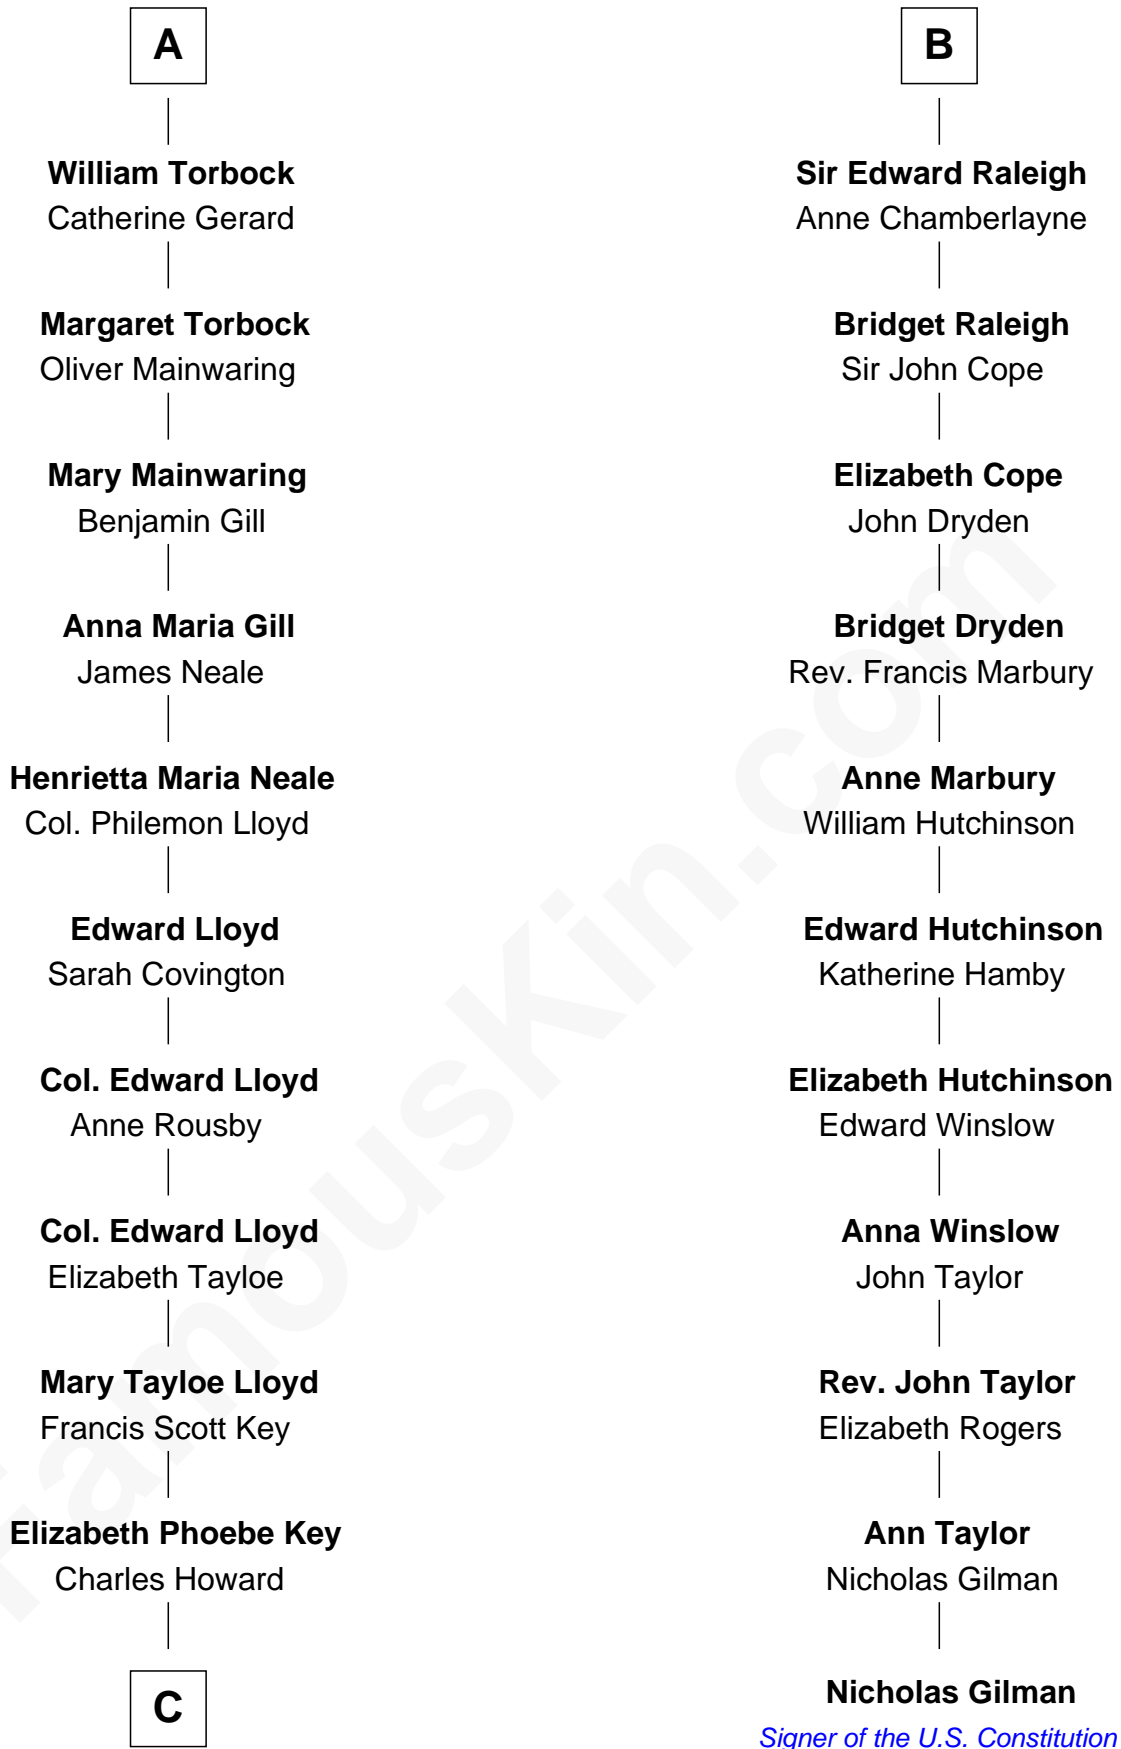 A
William Torbock
Catherine Gerard
Margaret Torbock
Oliver Mainwaring
Mary Mainwaring
Benjamin Gill
Anna Maria Gill
James Neale
Henrietta Maria Neale
Col. Philemon Lloyd
Edward Lloyd
Sarah Covington
Col. Edward Lloyd
Anne Rousby
Col. Edward Lloyd
Elizabeth Tayloe
Mary Tayloe Lloyd
Francis Scott Key
Elizabeth Phoebe Key
Charles Howard
C
B
Sir Edward Raleigh
Anne Chamberlayne
Bridget Raleigh
Sir John Cope
Elizabeth Cope
John Dryden
Bridget Dryden
Rev. Francis Marbury
Anne Marbury
William Hutchinson
Edward Hutchinson
Katherine Hamby
Elizabeth Hutchinson
Edward Winslow
Anna Winslow
John Taylor
Rev. John Taylor
Elizabeth Rogers
Ann Taylor
Nicholas Gilman
Nicholas Gilman
Signer of the U.S. Constitution
FamousKin.com